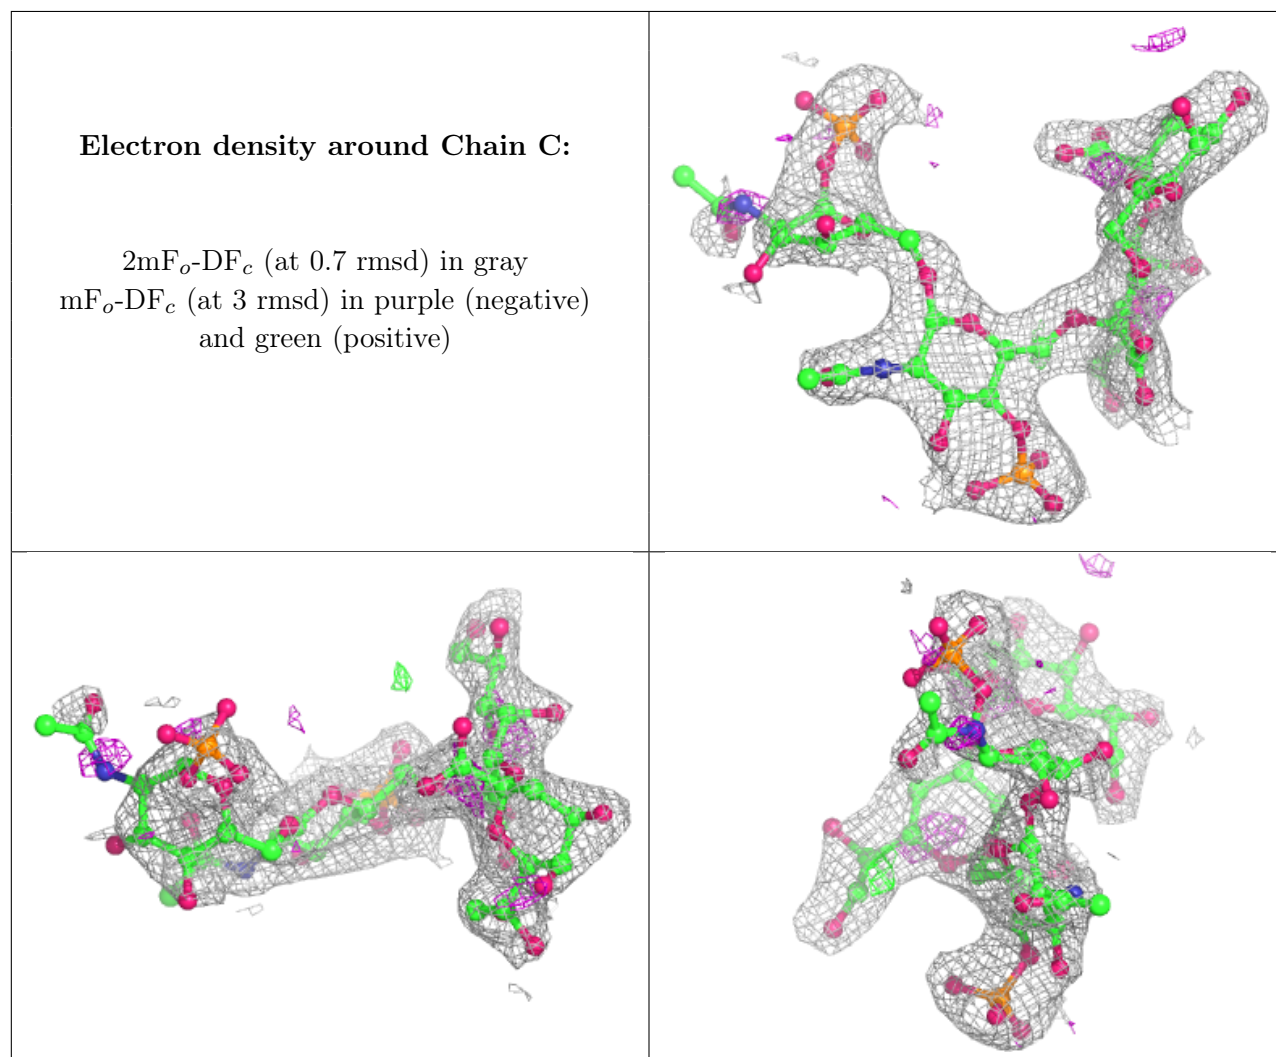 Electron density around Chain C:
2mFo-DFc (at 0.7 rmsd) in gray
mFo-DFc (at 3 rmsd) in purple (negative)
and green (positive)